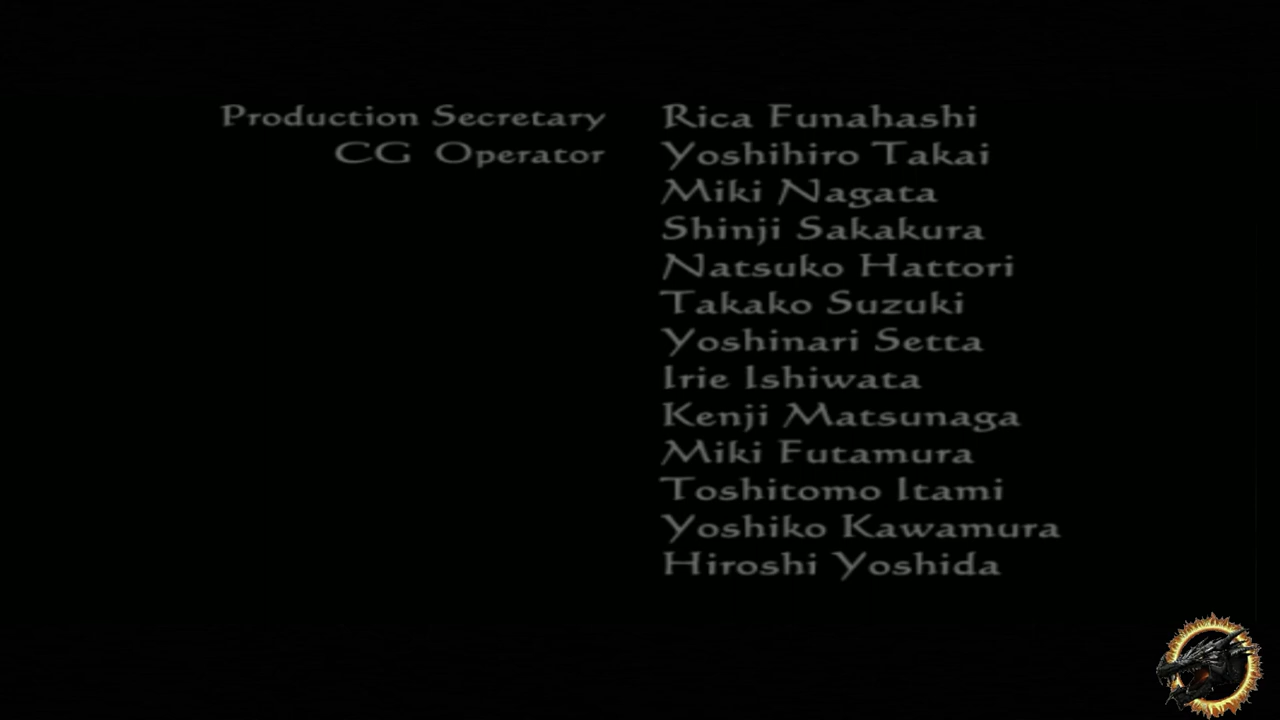 Production Secretary Rica Funahashi
CG Operator Yoshihiro Takai
Miki Nagata
Shinji Sakakura
Natsuko Hattori
Takako Suzuki
Yoshinari Setta
Irie Ishiwata
Kenji Matsunaga
Miki Futamura
Toshitomo Itami
Yoshiko Kawamura
Hiroshi Yoshida